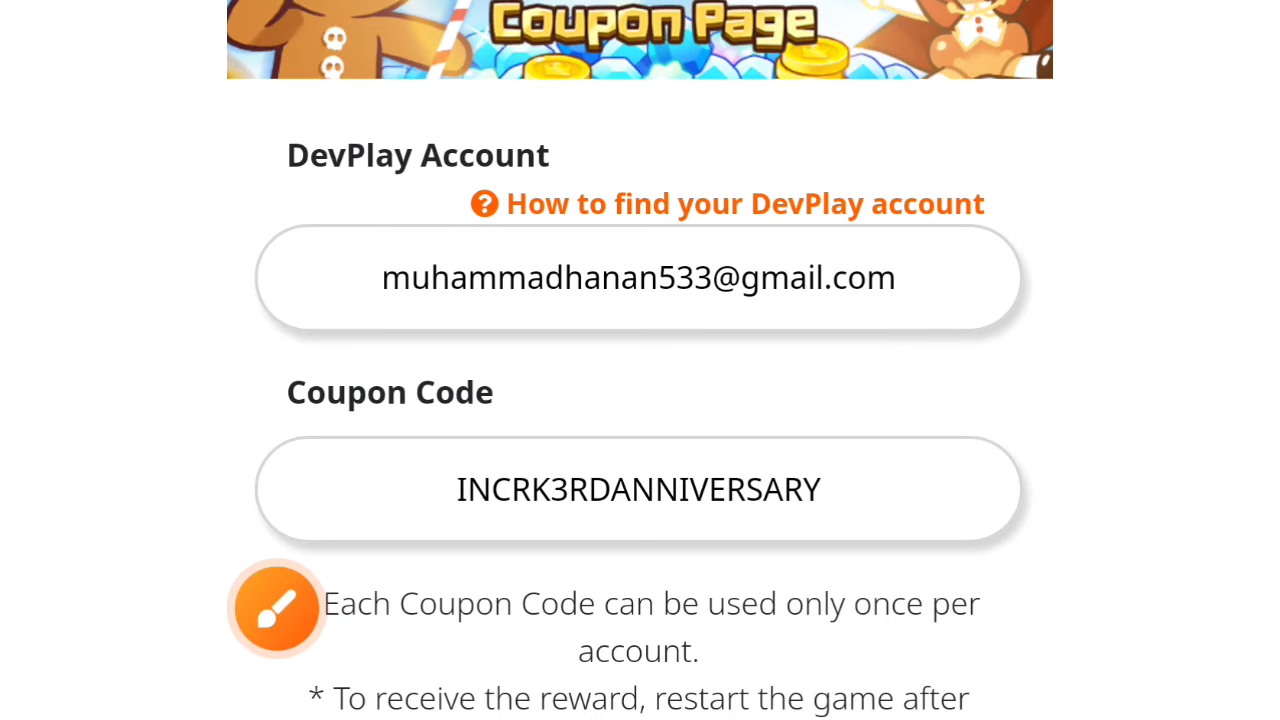 Coupon Page
DevPlay Account
? How to find your DevPlay account
muhammadhanan533@gmail.com
Coupon Code
INCRK3RDANNIVERSARY
Each Coupon Code can be used only once per
account.
* To receive the reward, restart the game after